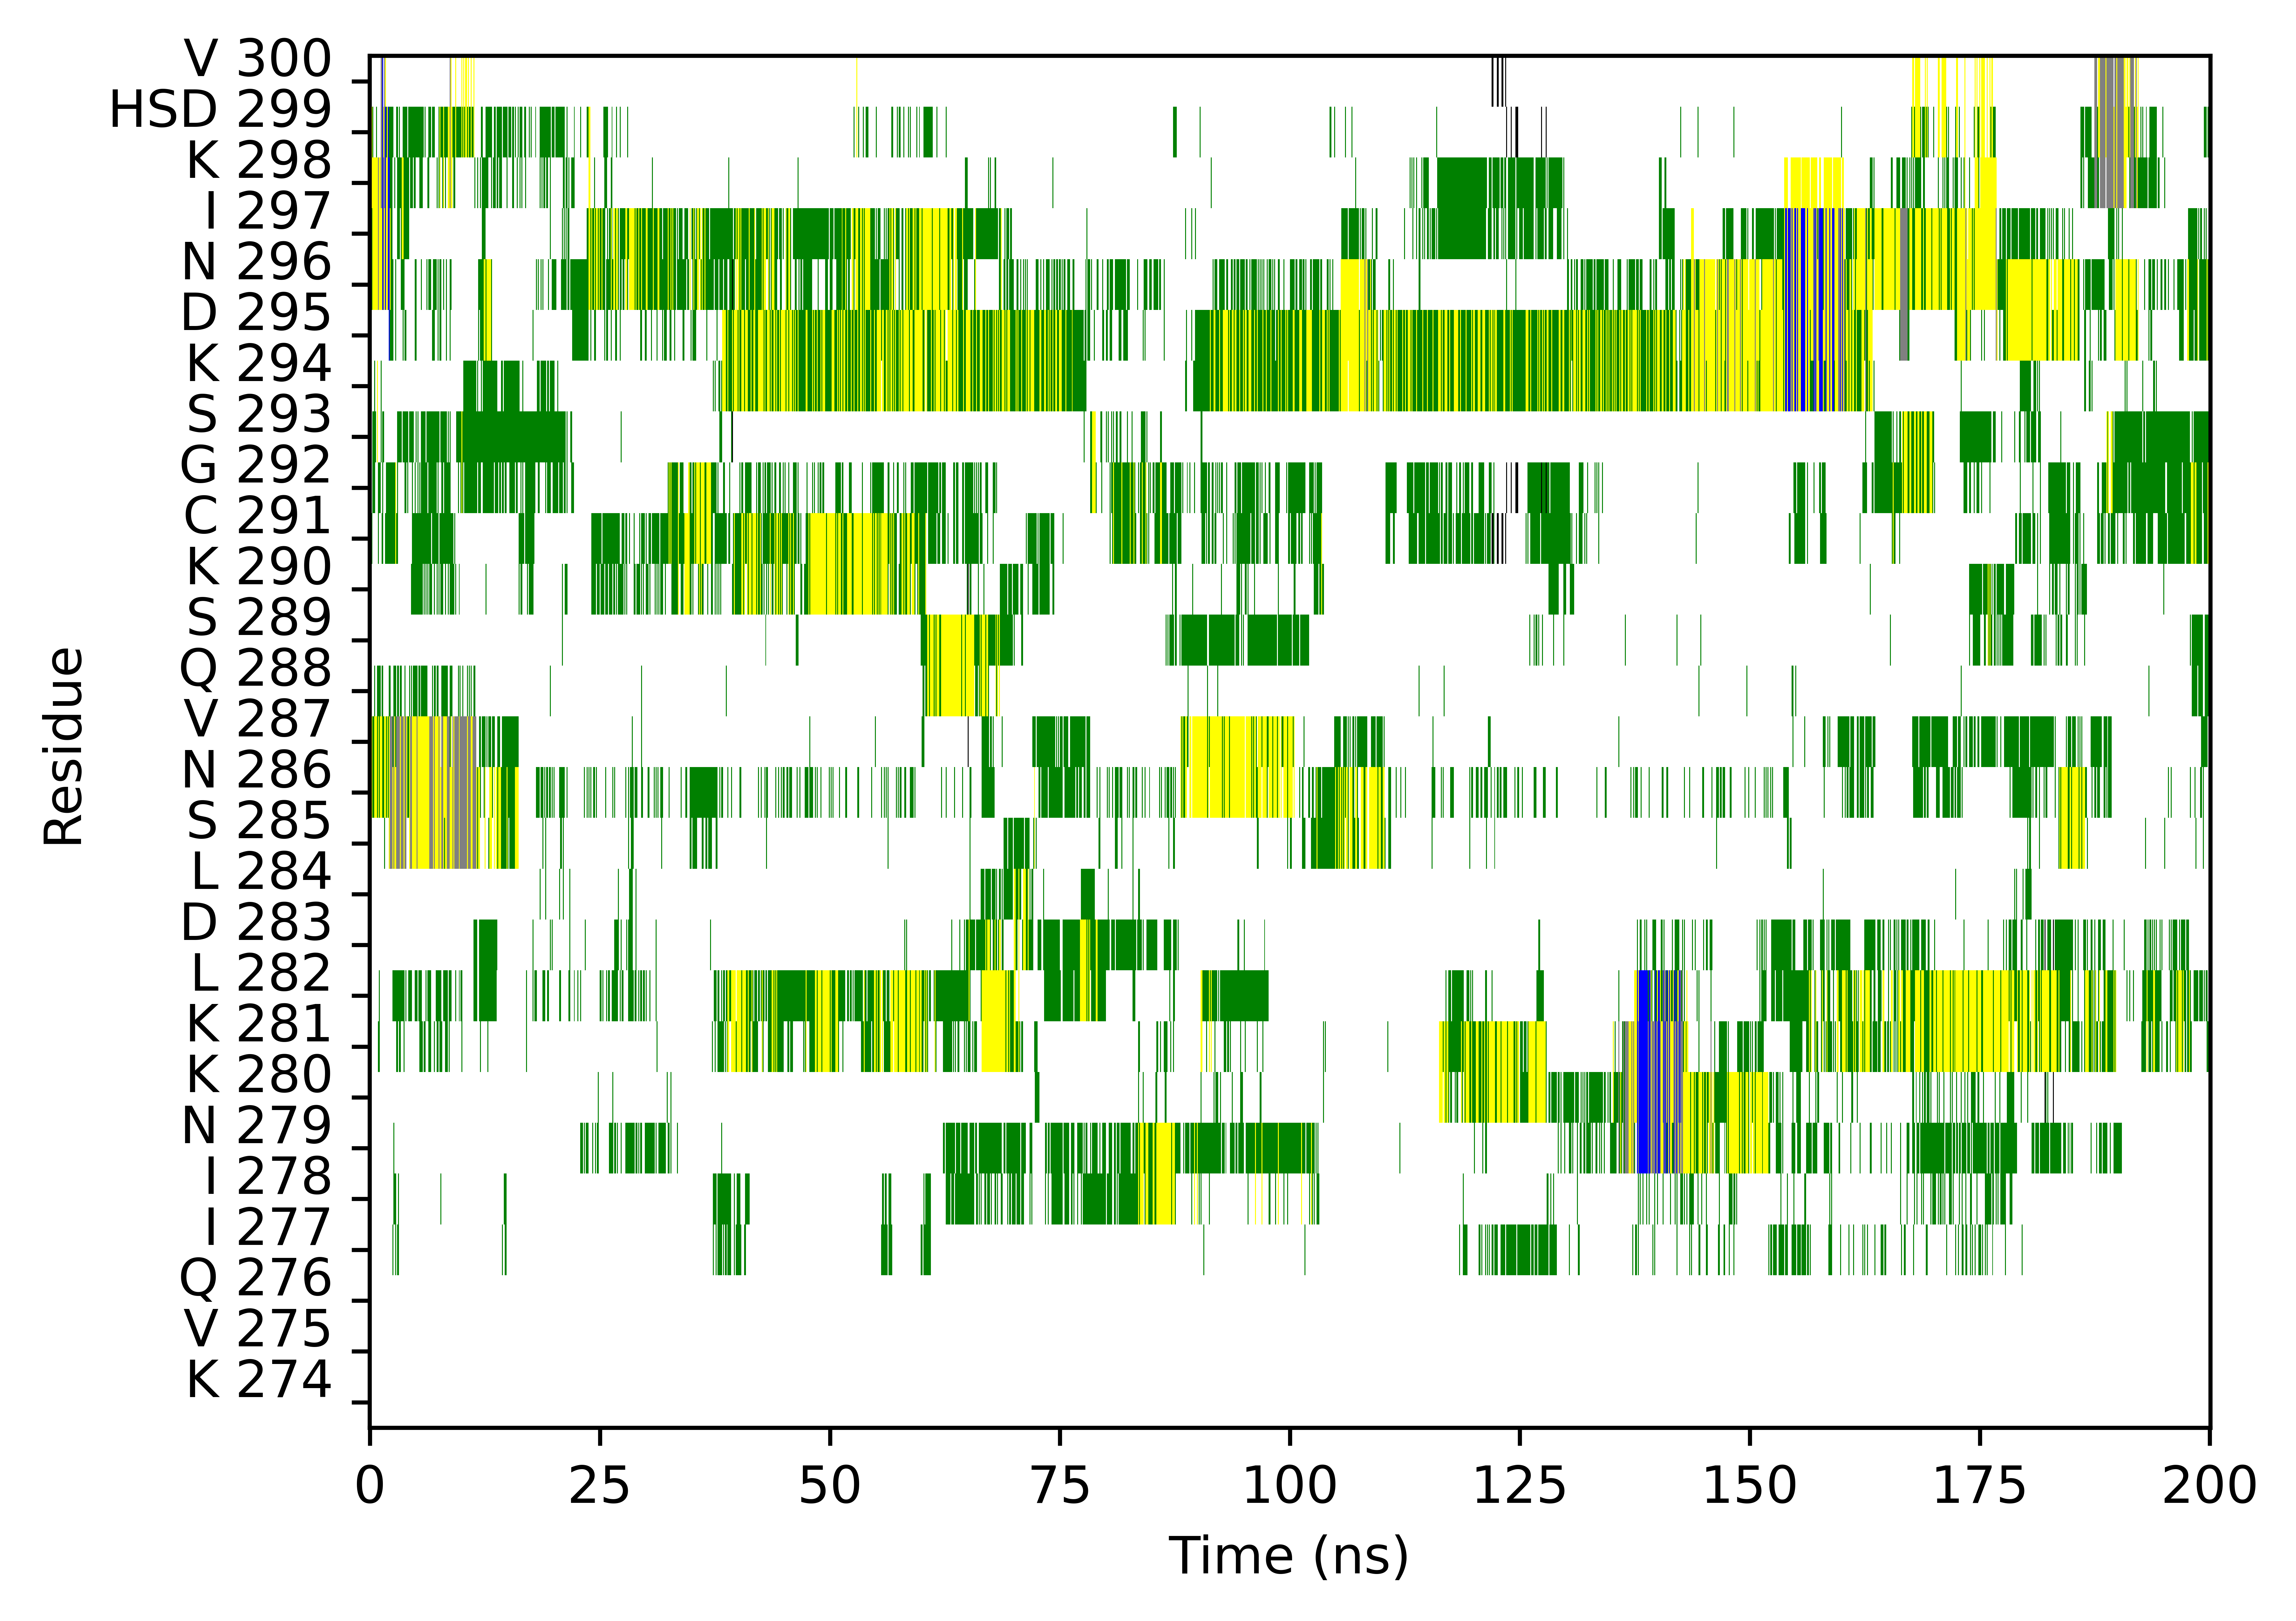 V 300
HSD 299
K 298
I 297
N 296
D 295
K 294
S 293
G 292
C 291
K 290
S 289
Q 288
V 287
N 286
S 285
L 284
D 283
L 282
K 281
K 280
N 279
I 278
I 277
Q 276
V 275
K 274
Residue
0 25 50 75 100 125 150 175 200
Time (ns)